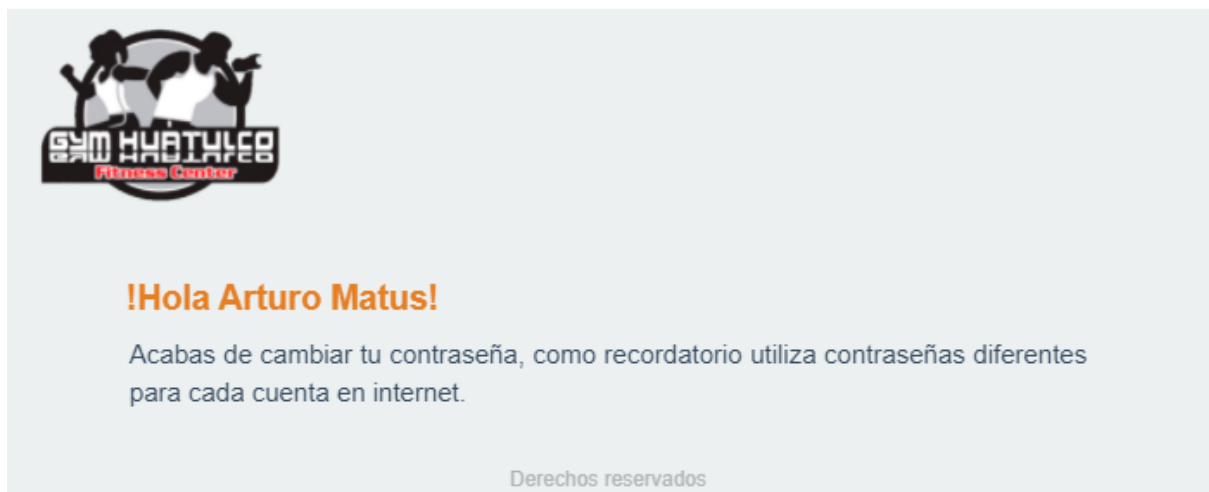 GYM HUATULCO
Fitness Center
!Hola Arturo Matus!
Acabas de cambiar tu contraseña, como recordatorio utiliza contraseñas diferentes
para cada cuenta en internet.
Derechos reservados